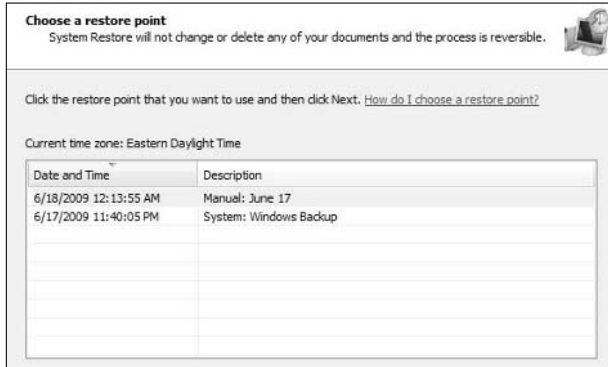 Choose a restore point
System Restore will not change or delete any of your documents and the process is reversible.
Click the restore point that you want to use and then click Next. How do I choose a restore point?
Current time zone: Eastern Daylight Time
Date and Time Description
6/18/2009 12:13:55 AM Manual: June 17
6/17/2009 11:40:05 PM System: Windows Backup